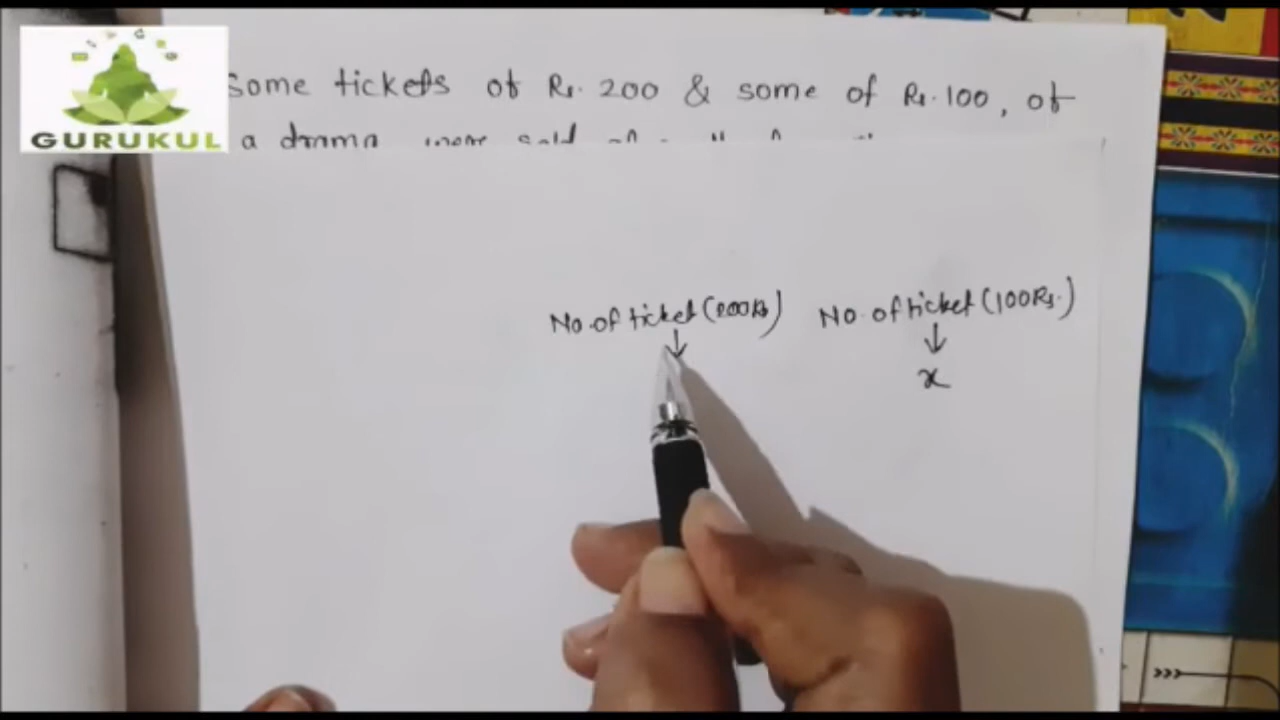 GURUKUL
Some tickets of Rs. 200 & some of Rs. 100, of
a drama
No. of ticket (200Rs) No. of ticket (100Rs.)
x